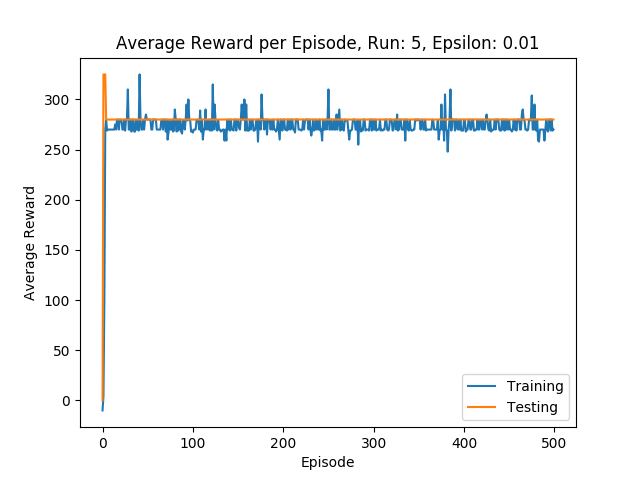 Average Reward per Episode, Run: 5, Epsilon: 0.01
Average Reward
300
250
200
150
100
50
0
0 100 200 300 400 500
Episode
Training
Testing